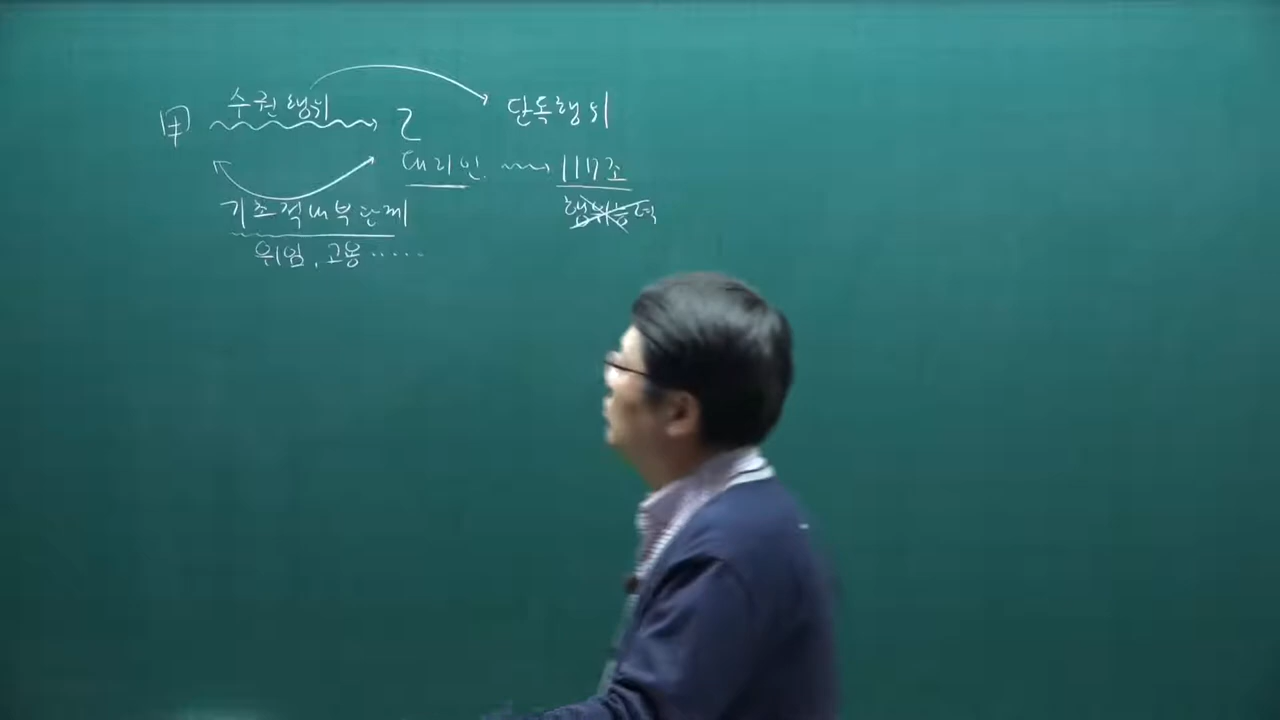 수권행위
甲 乙 단독행위
대리인 117조
행위능력
기초적 내부관계
위임, 고용 ......